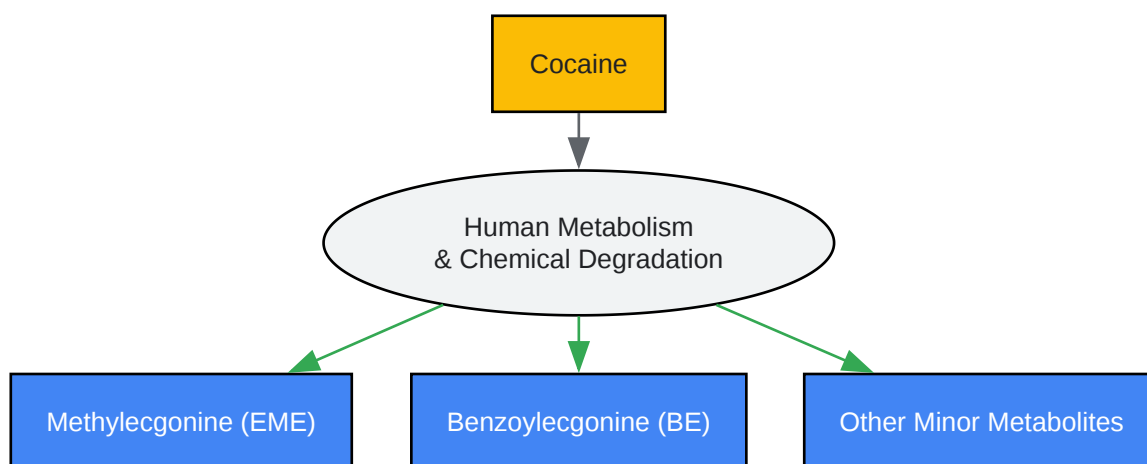 Cocaine
Human Metabolism
& Chemical Degradation
Methylecgonine (EME)
Benzoylecgonine (BE)
Other Minor Metabolites